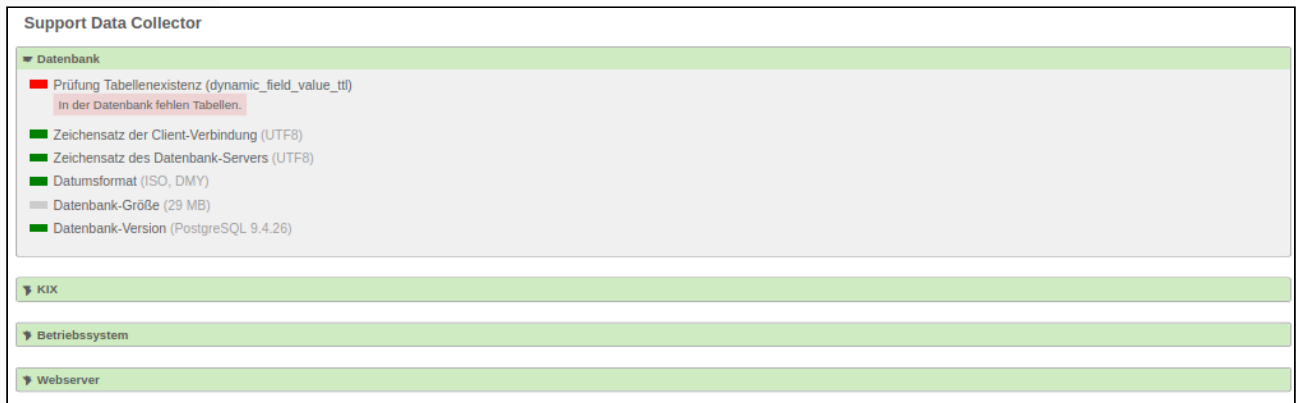 Support Data Collector
Datenbank
Prüfung Tabellenexistenz (dynamic_field_value_ttl)
In der Datenbank fehlen Tabellen.
Zeichensatz der Client-Verbindung (UTF8)
Zeichensatz des Datenbank-Servers (UTF8)
Datumsformat (ISO, DMY)
Datenbank-Größe (29 MB)
Datenbank-Version (PostgreSQL 9.4.26)
KIX
Betriebssystem
Webserver